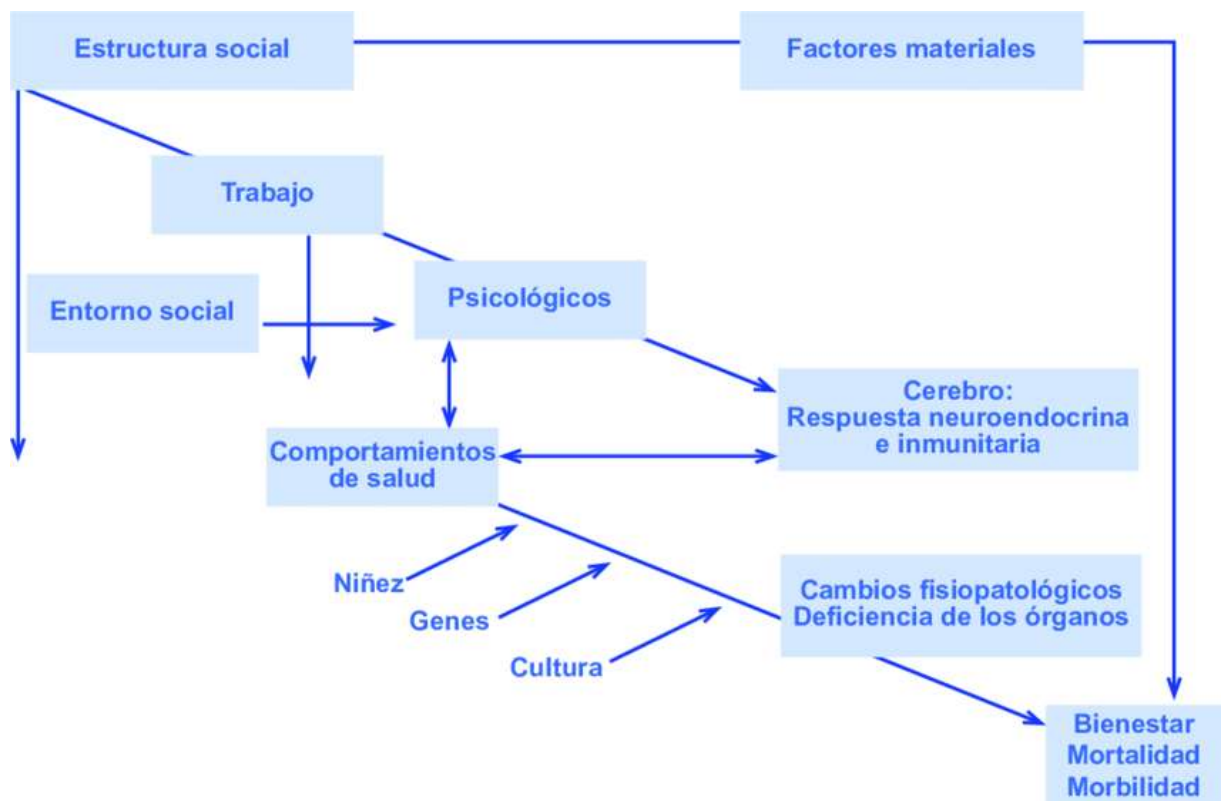 Estructura social
Factores materiales
Trabajo
Entorno social
Psicológicos
Cerebro:
Respuesta neuroendocrina
e inmunitaria
Comportamientos
de salud
Niñez
Genes
Cultura
Cambios fisiopatológicos
Deficiencia de los órganos
Bienestar
Mortalidad
Morbilidad